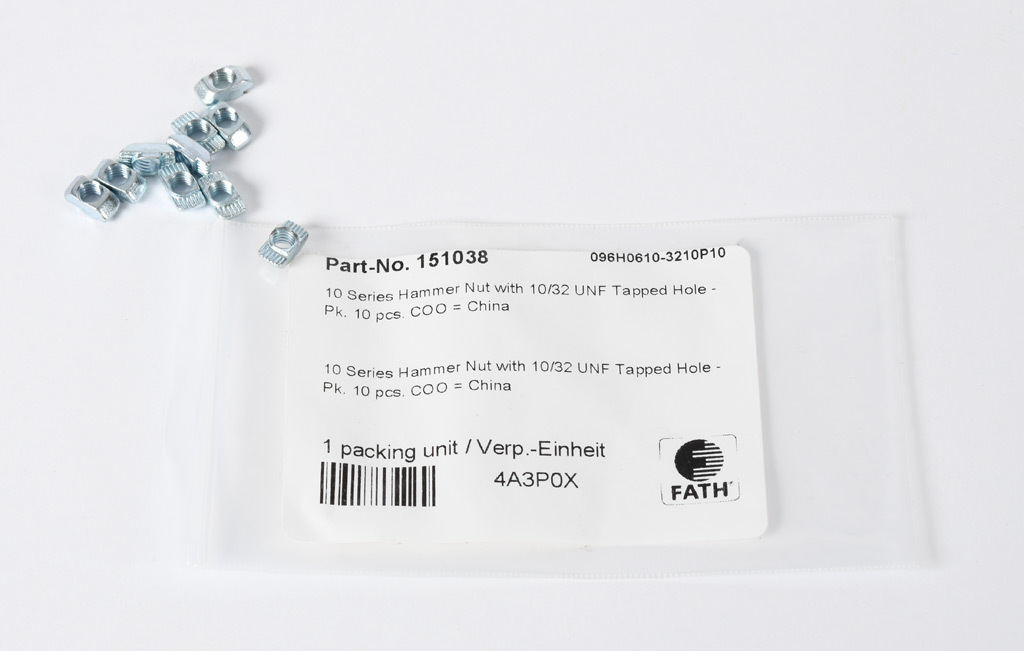 Part-No. 151038 096H0610-3210P10
10 Series Hammer Nut with 10/32 UNF Tapped Hole -
Pk. 10 pcs. COO = China
10 Series Hammer Nut with 10/32 UNF Tapped Hole -
Pk. 10 pcs. COO = China
1 packing unit / Verp.-Einheit
4A3P0X
FATH